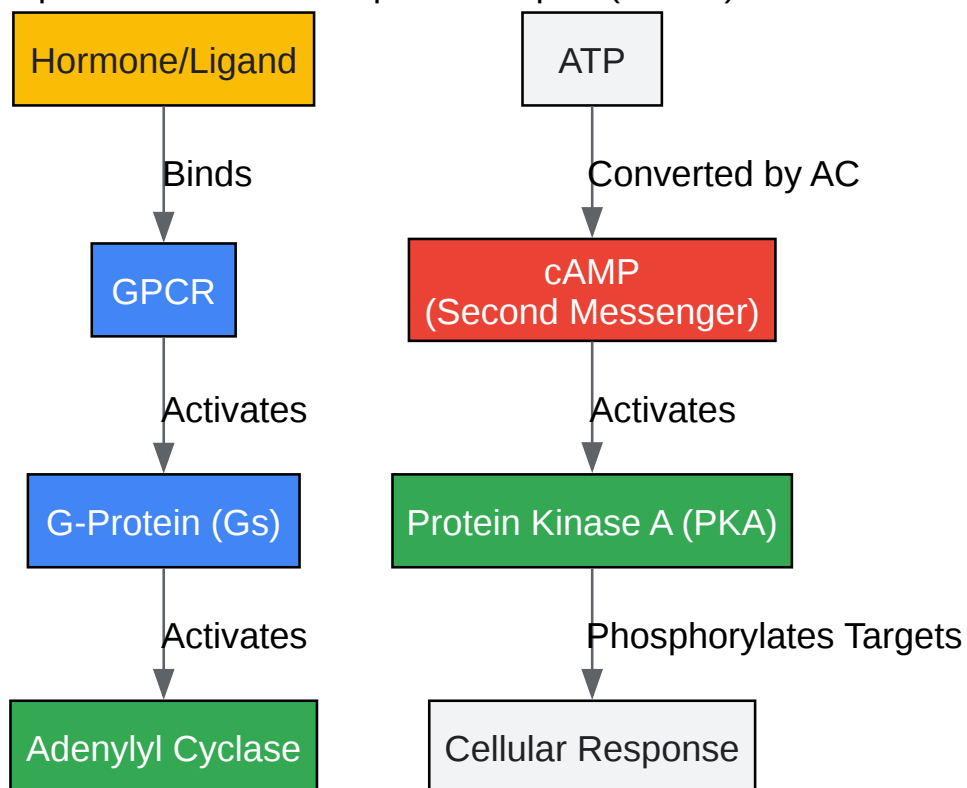 Hormone/Ligand
ATP
Binds
Converted by AC
GPCR
cAMP
(Second Messenger)
Activates
Activates
G-Protein (Gs)
Protein Kinase A (PKA)
Activates
Phosphorylates Targets
Adenylyl Cyclase
Cellular Response